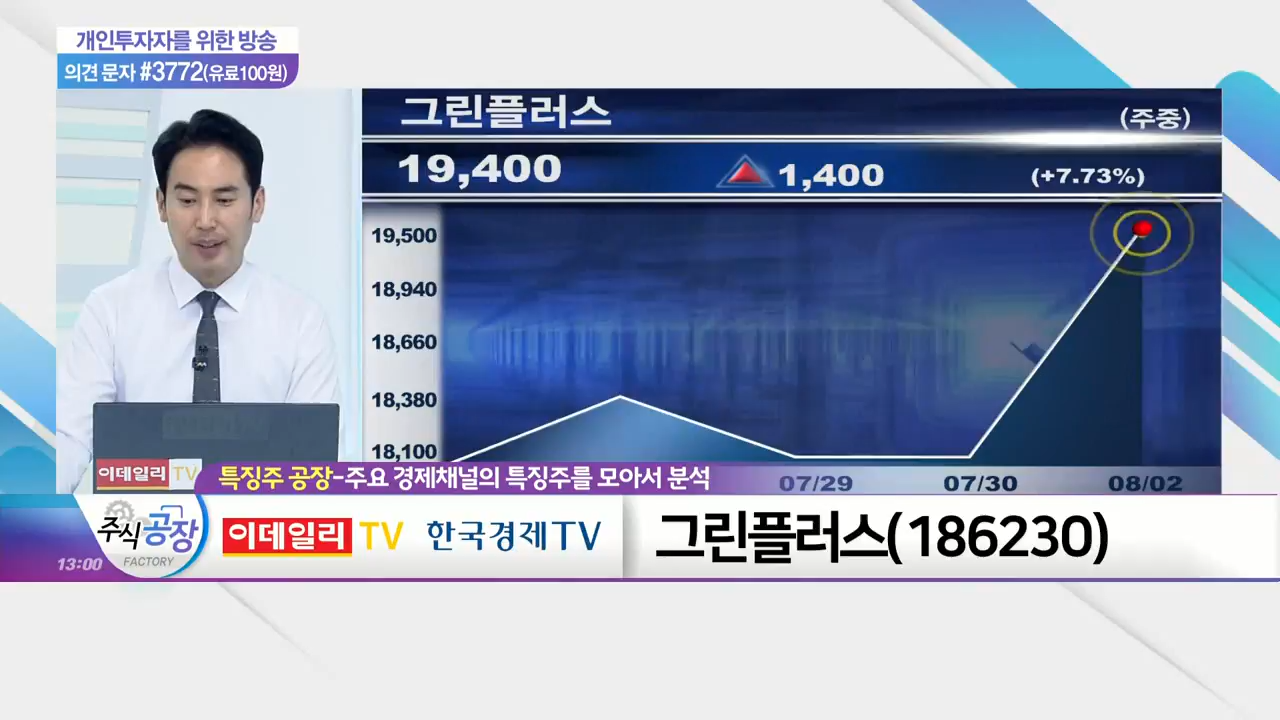 개인투자자를 위한 방송
의견 문자 #3772(유료100원)
그린플러스
(주중)
19,400
1,400
(+7.73%)
19,500
18,940
18,660
18,380
18,100
07/29
07/30
08/02
이데일리 TV
특징주 공장-주요 경제채널의 특징주를 모아서 분석
13:00
주식공장
FACTORY
이데일리 TV
한국경제TV
그린플러스(186230)